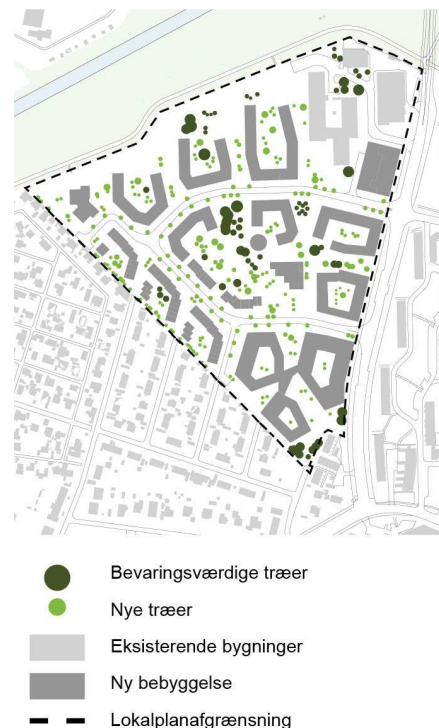 Bevaringsværdige træer
Nye træer
Eksisterende bygninger
Ny bebyggelse
Lokalplanafgrænsning